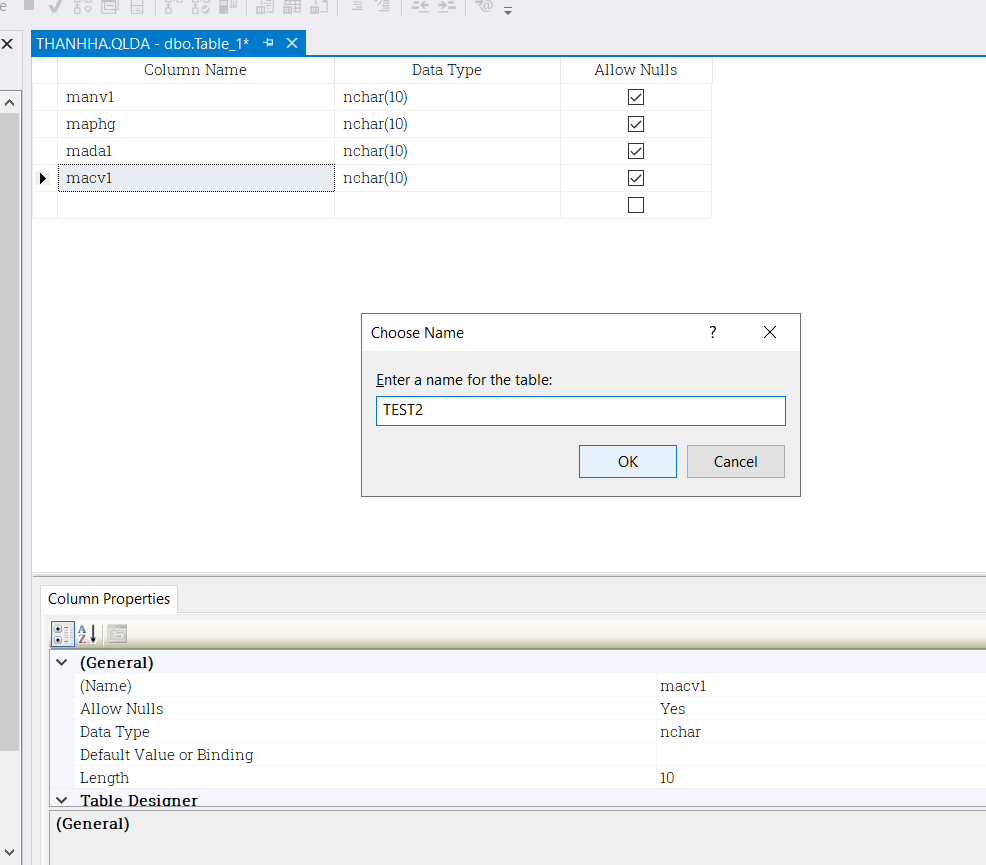 THANHHA.QLDA - dbo.Table_1*
Column Name Data Type Allow Nulls
manv1 nchar(10)
maphg nchar(10)
mada1 nchar(10)
macv1 nchar(10)
Choose Name ?
Enter a name for the table:
TEST2
OK Cancel
Column Properties
(General)
(Name) macv1
Allow Nulls Yes
Data Type nchar
Default Value or Binding
Length 10
Table Designer
(General)